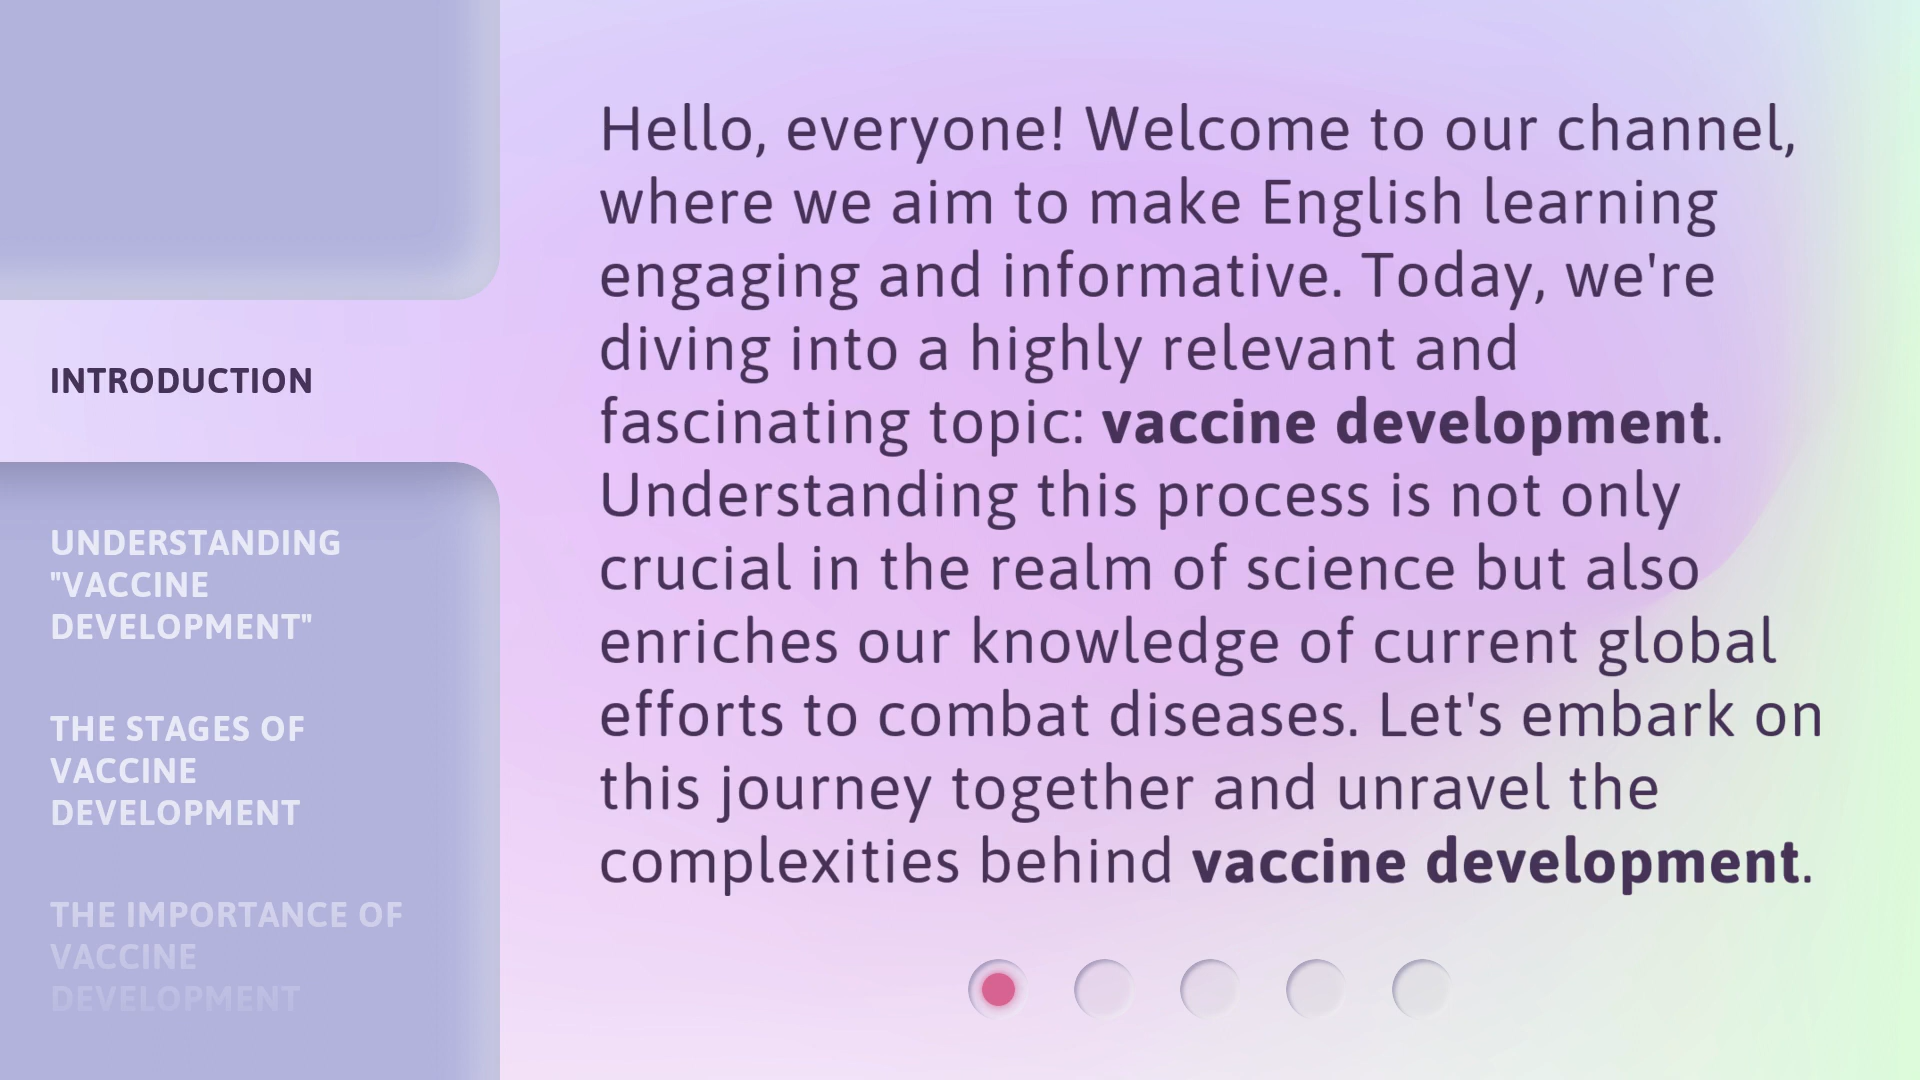 INTRODUCTION
UNDERSTANDING
"VACCINE
DEVELOPMENT"
THE STAGES OF
VACCINE
DEVELOPMENT
THE IMPORTANCE OF
VACCINE
DEVELOPMENT
Hello, everyone! Welcome to our channel,
where we aim to make English learning
engaging and informative. Today, we're
diving into a highly relevant and
fascinating topic: vaccine development.
Understanding this process is not only
crucial in the realm of science but also
enriches our knowledge of current global
efforts to combat diseases. Let's embark on
this journey together and unravel the
complexities behind vaccine development.